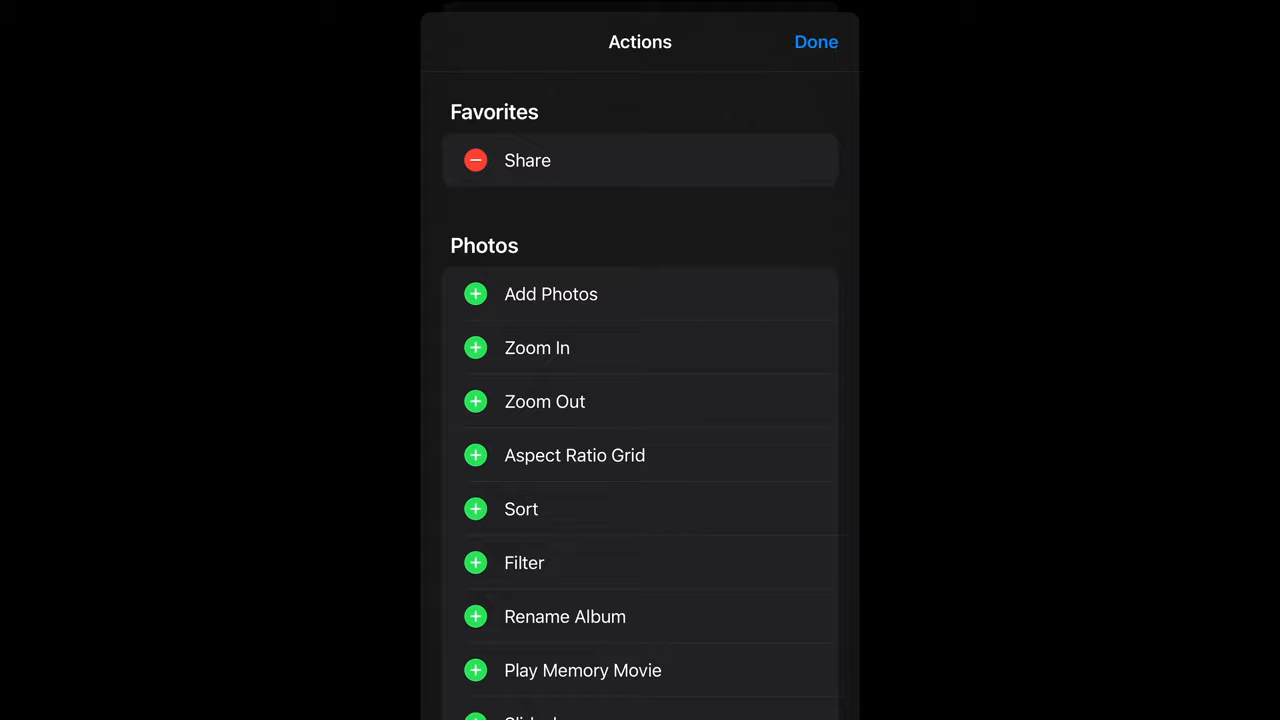 Actions
Done
Favorites
Share
Photos
Add Photos
Zoom In
Zoom Out
Aspect Ratio Grid
Sort
Filter
Rename Album
Play Memory Movie